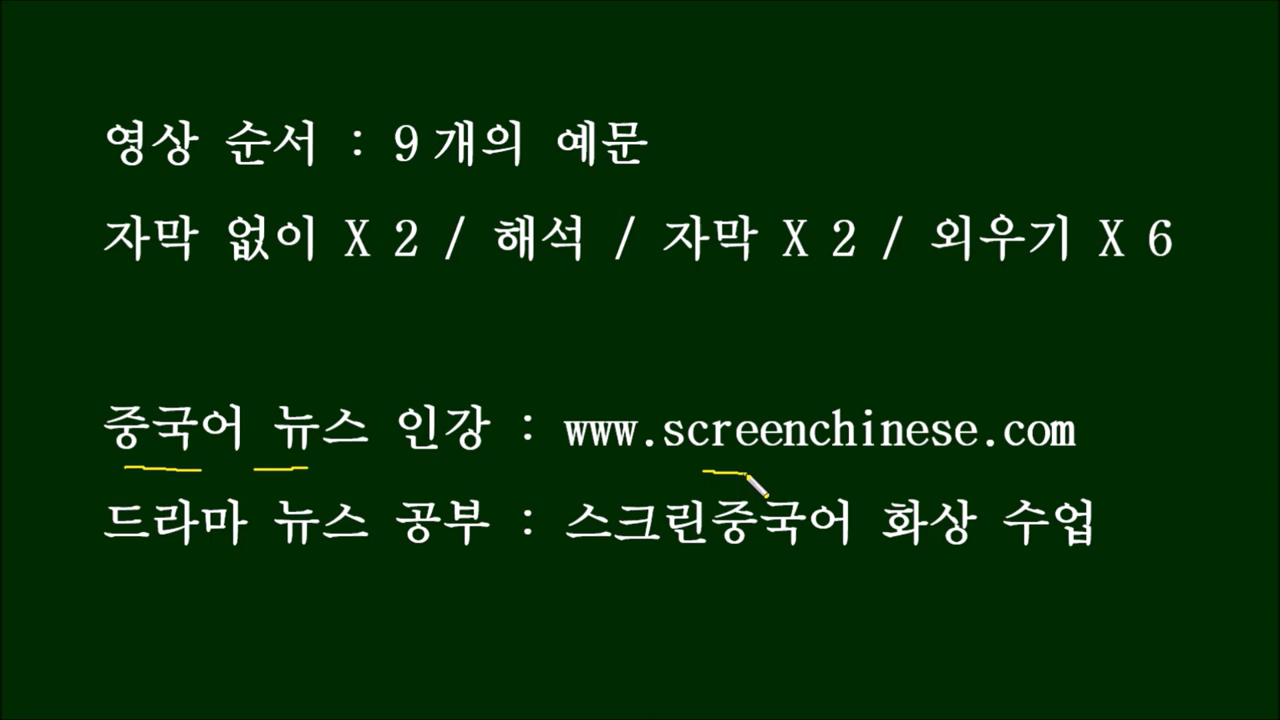 영상 순서 : 9개의 예문
자막 없이 X 2 / 해석 / 자막 X 2 / 외우기 X 6
중국어 뉴스 인강 : www.screenchinese.com
드라마 뉴스 공부 : 스크린중국어 화상 수업